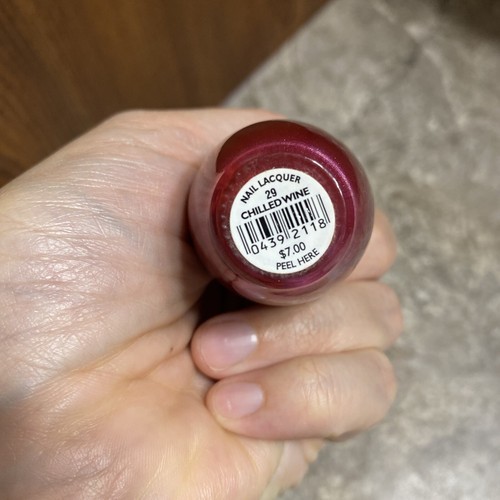 NAIL LACQUER
29
CHILLED WINE
0439 2118
$7.00
PEEL HERE